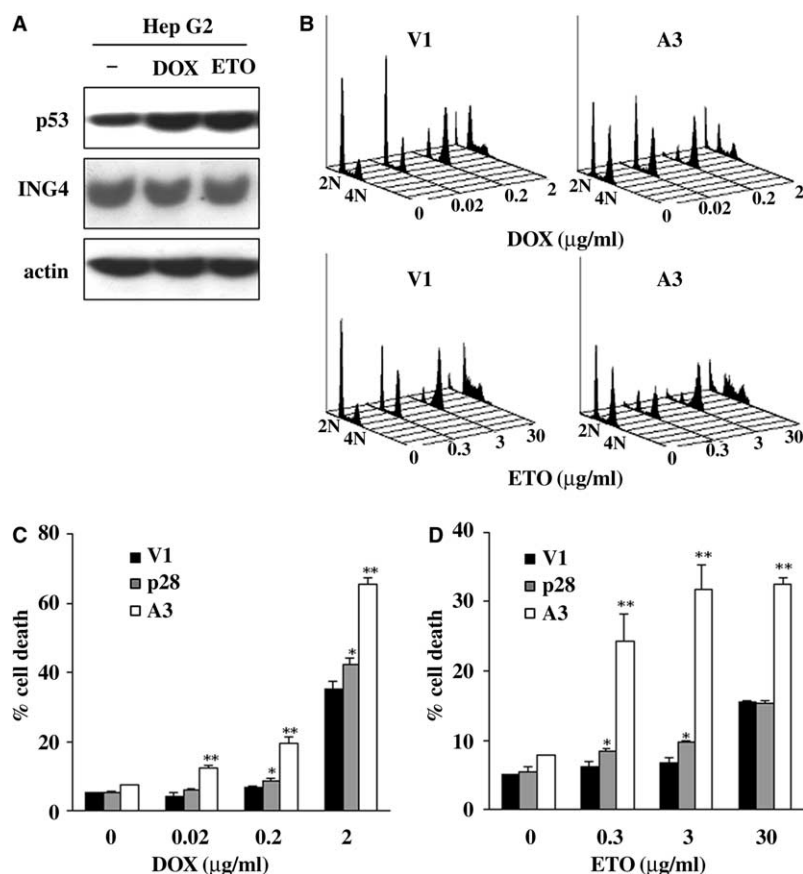 A
Hep G2
– DOX ETO
p53
ING4
actin
B
V1 A3
2N 4N 0 0.02 0.2 2
2N 4N 0 0.02 0.2 2
DOX (μg/ml)
V1 A3
2N 4N 0 0.3 3 30
2N 4N 0 0.3 3 30
ETO (μg/ml)
C
80
60
40
20
0
% cell death
V1
p28
A3
** * ** * **
0 0.02 0.2 2
DOX (μg/ml)
D
40
30
20
10
0
% cell death
V1
p28
A3
* ** * ** **
0 0.3 3 30
ETO (μg/ml)